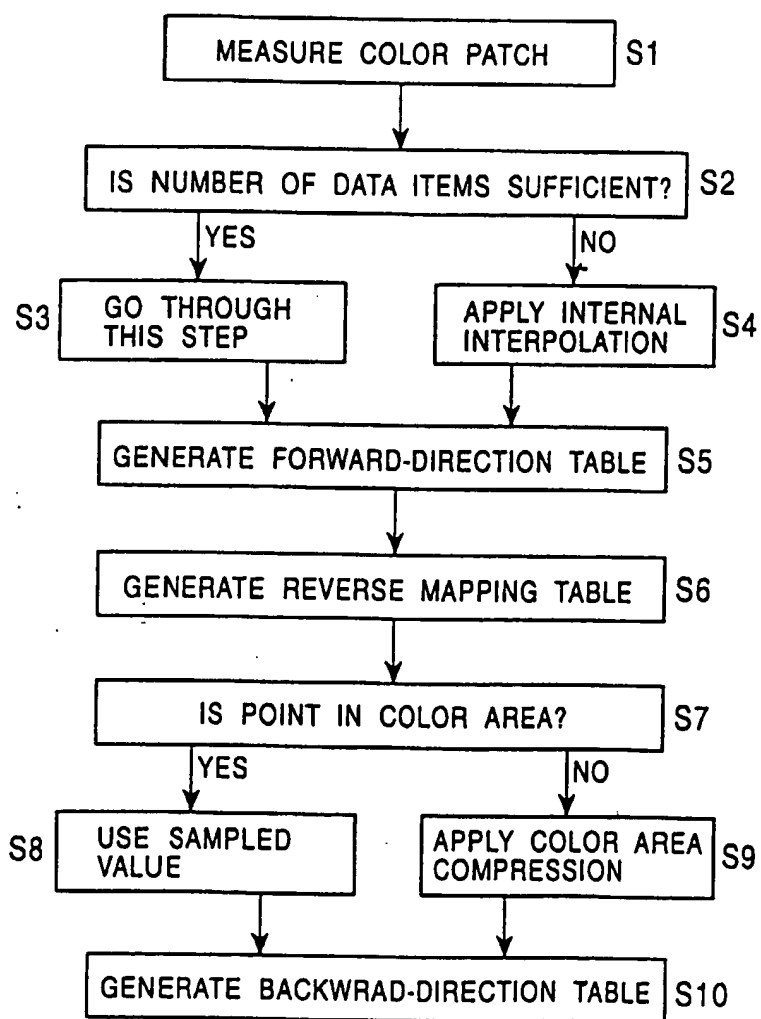 MEASURE COLOR PATCH S1
IS NUMBER OF DATA ITEMS SUFFICIENT? S2
YES NO
S3 GO THROUGH
THIS STEP
APPLY INTERNAL
INTERPOLATION S4
GENERATE FORWARD-DIRECTION TABLE S5
GENERATE REVERSE MAPPING TABLE S6
IS POINT IN COLOR AREA? S7
YES NO
S8 USE SAMPLED
VALUE
APPLY COLOR AREA
COMPRESSION S9
GENERATE BACKWRAD-DIRECTION TABLE S10